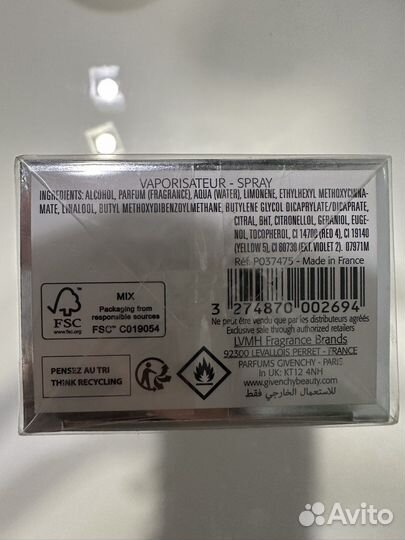 VAPORISATEUR - SPRAY
INGREDIENTS: ALCOHOL, PARFUM (FRAGRANCE), AQUA (WATER), LIMONENE, ETHYLHEXYL METHOXYCINNA-
MATE, LINALOOL, BUTYL METHOXYDIBENZOYLMETHANE, BUTYLENE GLYCOL DICAPRYLATE/DICAPRATE,
CITRAL, BHT, CITRONELLOL, GERANIOL, EUGE-
NOL, TOCOPHEROL, CI 14700 (RED 4), CI 19140
(YELLOW 5), CI 60730 (EXT. VIOLET 2). 07971M
Réf: P037475 - Made in France
3 274870 002694
Ne peut être vendu que par les distributeurs agréés
Exclusive sale through authorized retailers
LVMH Fragrance Brands
92300 LEVALLOIS PERRET - FRANCE
PARFUMS GIVENCHY - PARIS
In UK: KT12 4NH
www.givenchybeauty.com
للاستعمال الخارجي فقط
FSC
www.fsc.org
MIX
Packaging from
responsible sources
FSC™ C019054
PENSEZ AU TRI
THINK RECYCLING
Avito